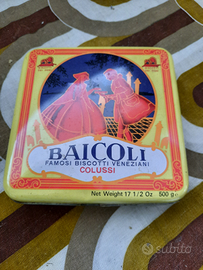 BAICOLI
FAMOSI BISCOTTI VENEZIANI
COLUSSI
Net Weight 17 1/2 Oz. 500 g e
subito